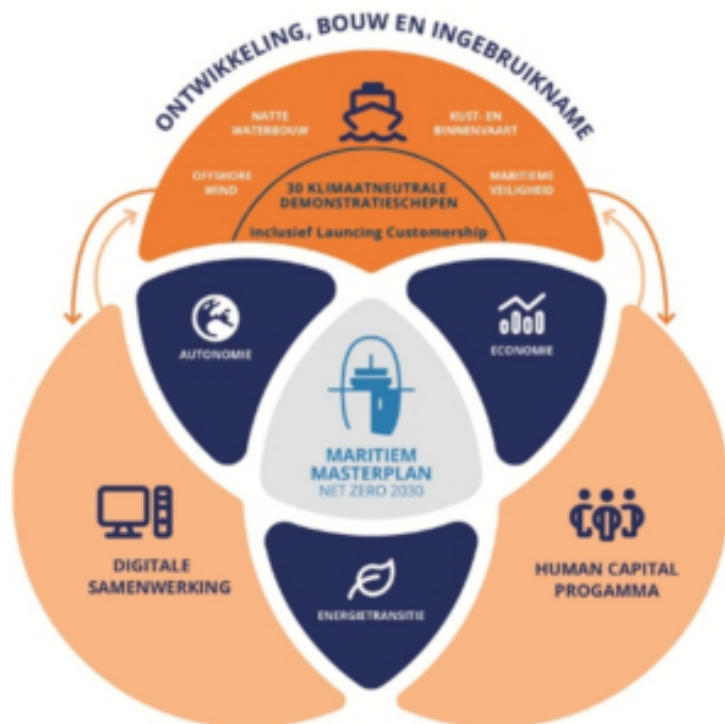 ONTWIKKELING, BOUW EN INGEBRUIKNAME
NATTE
WATERBOUW
KUST- EN
BINNENVAART
OFFSHORE
WIND
MARITIEME
VEILIGHEID
30 KLIMAATNEUTRALE
DEMONSTRATIESCHEPEN
inclusief Launcing Customership
AUTONOMIE
ECONOMIE
MARITIEM
MASTERPLAN
NET ZERO 2030
DIGITALE
SAMENWERKING
HUMAN CAPITAL
PROGAMMA
ENERGIETRANSITIE